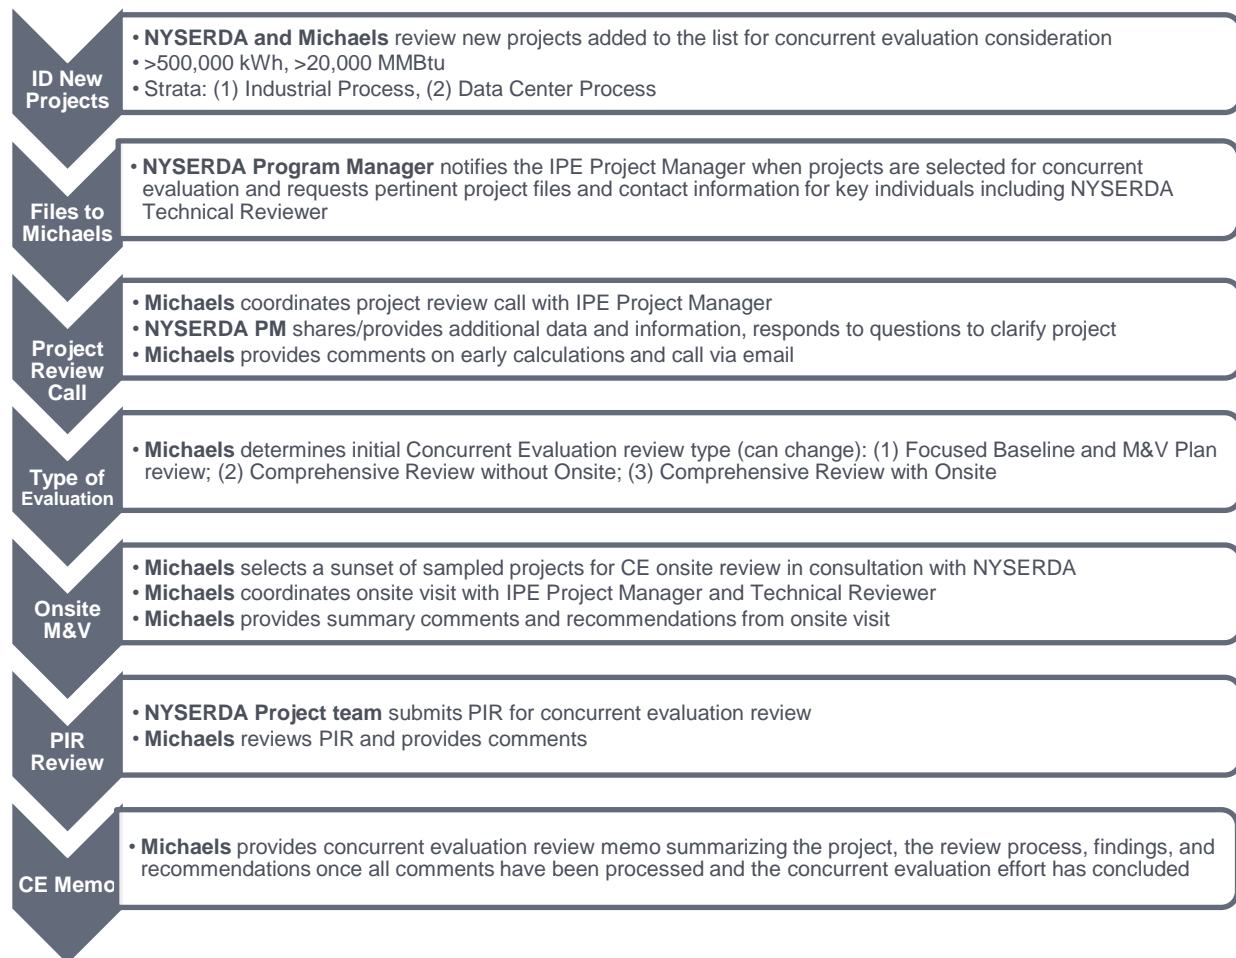 ID New
Projects
• NYSERDA and Michaels review new projects added to the list for concurrent evaluation consideration
• >500,000 kWh, >20,000 MMBtu
• Strata: (1) Industrial Process, (2) Data Center Process
Files to
Michaels
• NYSERDA Program Manager notifies the IPE Project Manager when projects are selected for concurrent
evaluation and requests pertinent project files and contact information for key individuals including NYSERDA
Technical Reviewer
Project
Review
Call
• Michaels coordinates project review call with IPE Project Manager
• NYSERDA PM shares/provides additional data and information, responds to questions to clarify project
• Michaels provides comments on early calculations and call via email
Type of
Evaluation
• Michaels determines initial Concurrent Evaluation review type (can change): (1) Focused Baseline and M&V Plan
review; (2) Comprehensive Review without Onsite; (3) Comprehensive Review with Onsite
Onsite
M&V
• Michaels selects a sunset of sampled projects for CE onsite review in consultation with NYSERDA
• Michaels coordinates onsite visit with IPE Project Manager and Technical Reviewer
• Michaels provides summary comments and recommendations from onsite visit
PIR
Review
• NYSERDA Project team submits PIR for concurrent evaluation review
• Michaels reviews PIR and provides comments
CE Memo
• Michaels provides concurrent evaluation review memo summarizing the project, the review process, findings, and
recommendations once all comments have been processed and the concurrent evaluation effort has concluded